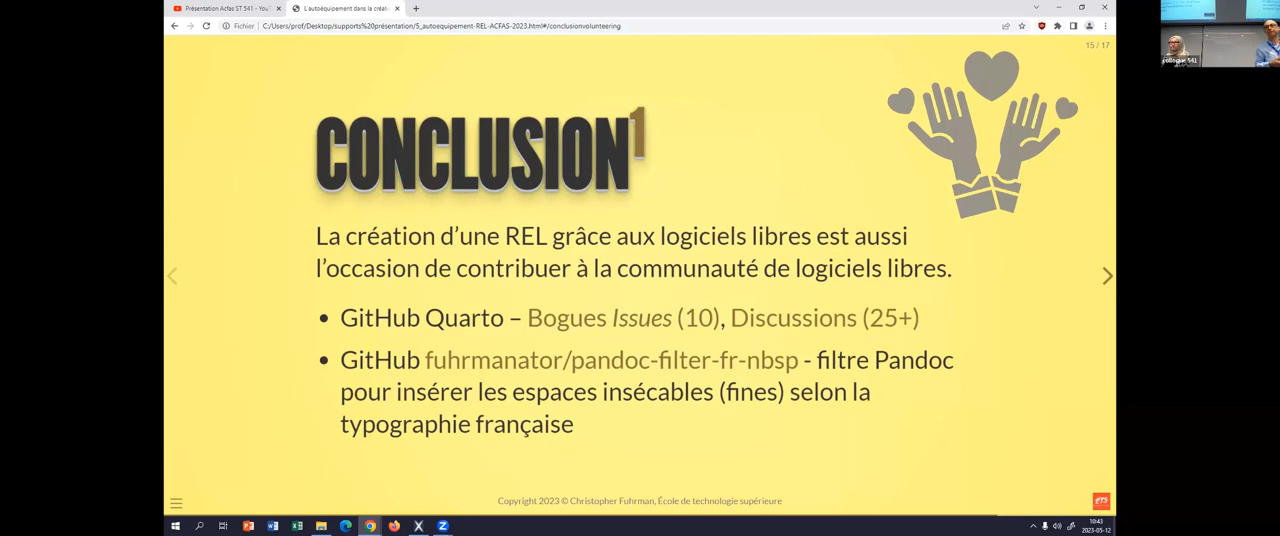 Présentation Acfas ST 541 - YouT
L'autoéquipement dans la créati
Fichier
C:/Users/prof/Desktop/supports%20présentation/5_autoequipement-REL-ACFAS-2023.html#/conclusionvolunteering
15 / 17
colloque 541
CONCLUSION1
La création d’une REL grâce aux logiciels libres est aussi
l’occasion de contribuer à la communauté de logiciels libres.
• GitHub Quarto – Bogues Issues (10), Discussions (25+)
• GitHub fuhrmanator/pandoc-filter-fr-nbsp - filtre Pandoc
pour insérer les espaces insécables (fines) selon la
typographie française
Copyright 2023 © Christopher Fuhrman, École de technologie supérieure
ETS
10:43
2023-05-12